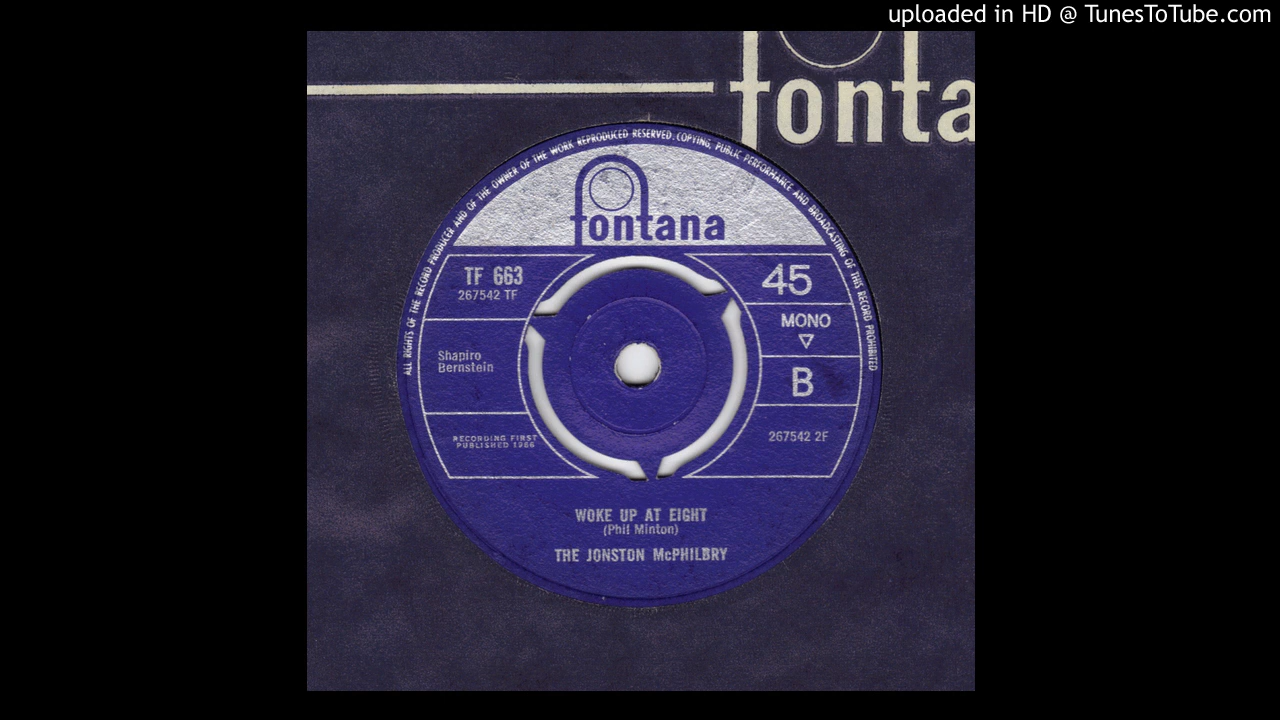 uploaded in HD @ TunesToTube.com
fonta
ALL RIGHTS OF THE RECORD PRODUCER AND OF THE OWNER OF THE WORK REPRODUCED RESERVED. COPYING, PUBLIC PERFORMANCE AND BROADCASTING OF THIS RECORD PROHIBITED
fontana
TF 663
267542 TF
45
MONO
Shapiro
Bernstein
B
RECORDING FIRST
PUBLISHED 1966
267542 2F
WOKE UP AT EIGHT
(Phil Minton)
THE JONSTON McPHILBRY